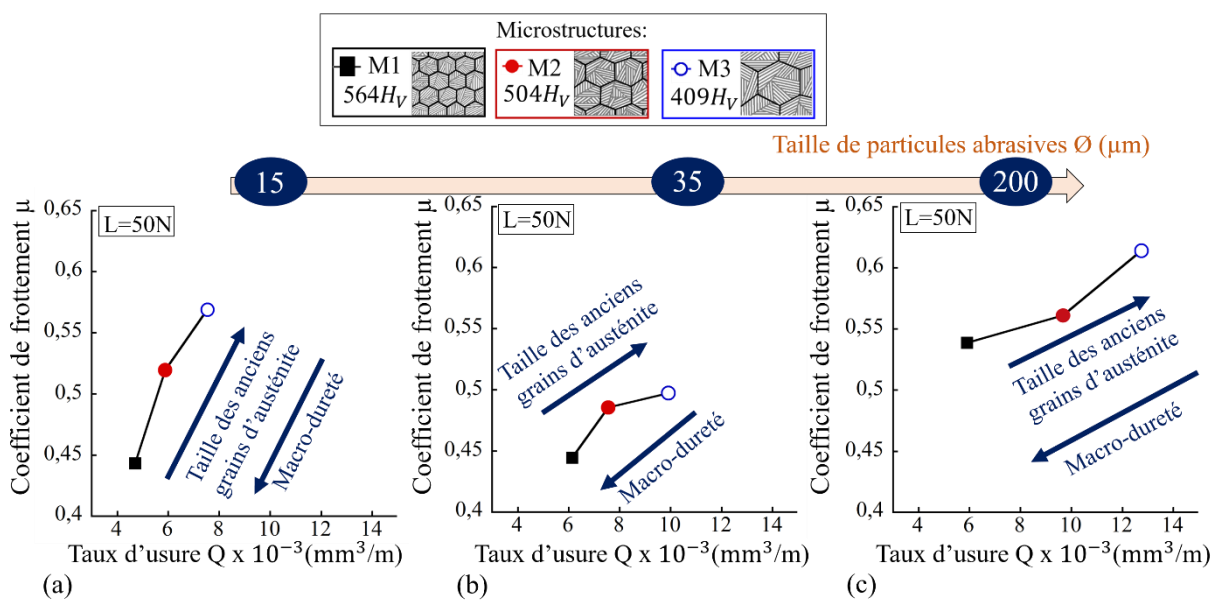 Microstructures:
M1
564H_V
M2
504H_V
M3
409H_V
Taille de particules abrasives Ø (µm)
15
35
200
Coefficient de frottement µ
0,65
0,6
0,55
0,5
0,45
0,4
L=50N
Taille des anciens
grains d’austénite
Macro-dureté
4 6 8 10 12 14
Taux d’usure Q x 10⁻³(mm³/m)
(a)
Coefficient de frottement µ
0,65
0,6
0,55
0,5
0,45
0,4
L=50N
Taille des anciens
grains d’austénite
Macro-dureté
4 6 8 10 12 14
Taux d’usure Q x 10⁻³(mm³/m)
(b)
Coefficient de frottement µ
0,65
0,6
0,55
0,5
0,45
0,4
L=50N
Taille des anciens
grains d’austénite
Macro-dureté
4 6 8 10 12 14
Taux d’usure Q x 10⁻³(mm³/m)
(c)